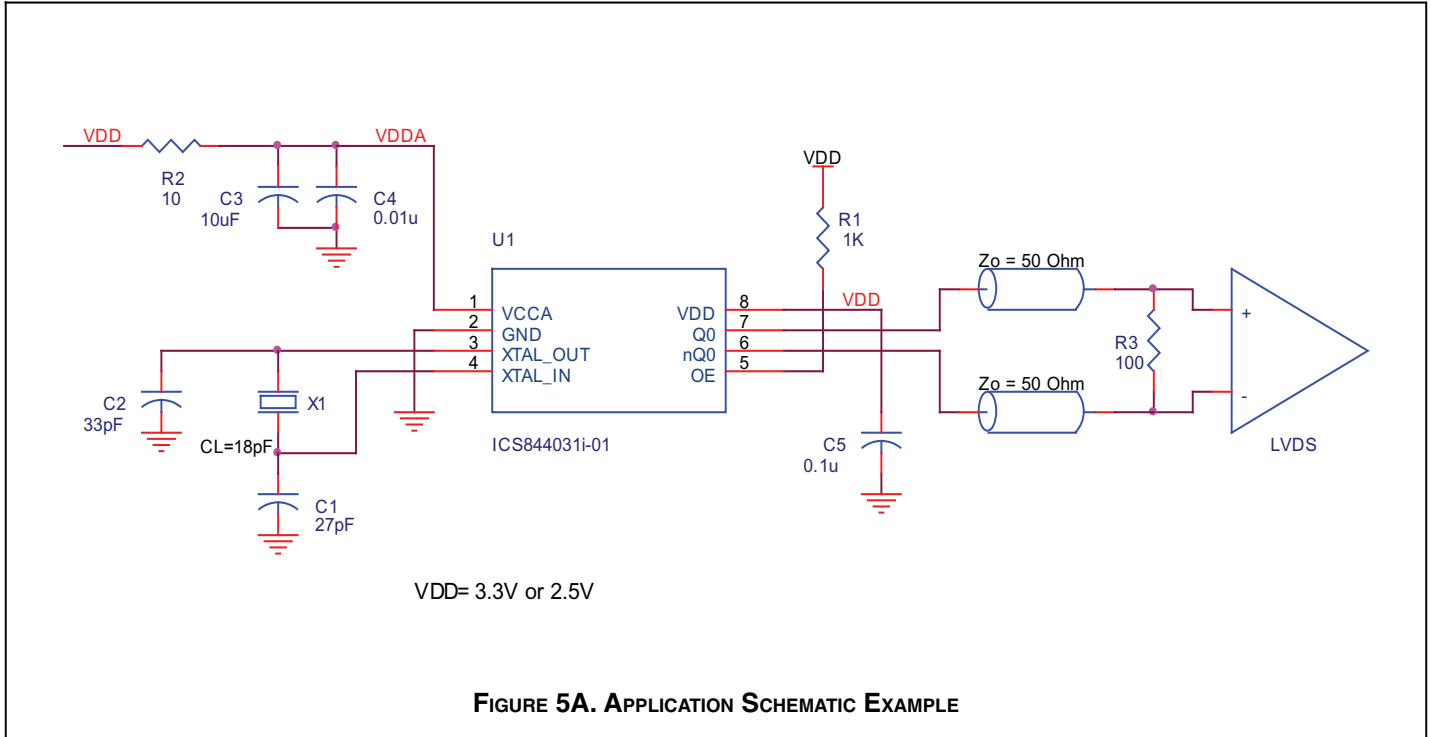 VDD
VDDA
R2
10
C3
10uF
C4
0.01u
VDD
R1
1K
U1
1
2
3
4
VCCA
GND
XTAL_OUT
XTAL_IN
VDD
Q0
nQ0
OE
8
7
6
5
VDD
ICS844031i-01
C2
33pF
X1
CL=18pF
C1
27pF
C5
0.1u
Zo = 50 Ohm
Zo = 50 Ohm
R3
100
+
-
LVDS
VDD= 3.3V or 2.5V
FIGURE 5A. APPLICATION SCHEMATIC EXAMPLE